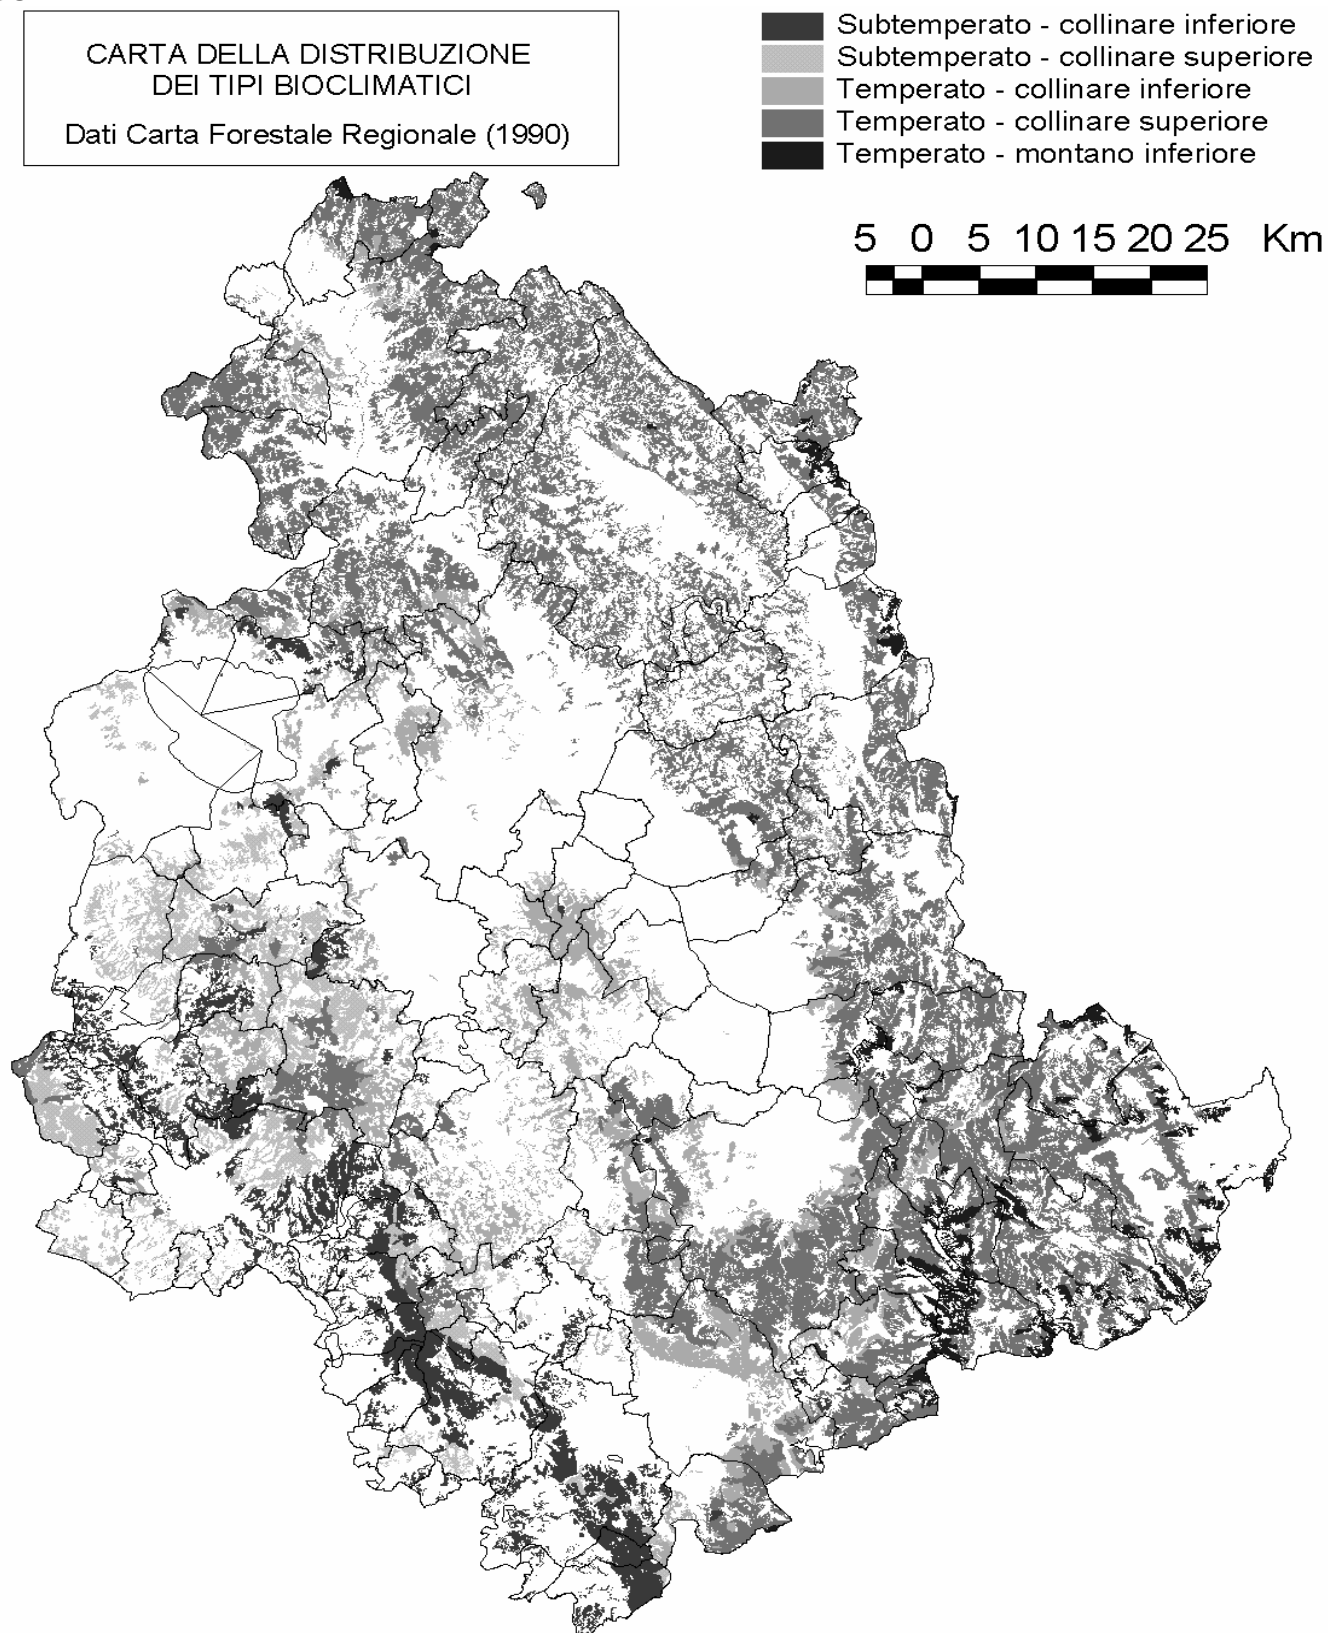 CARTA DELLA DISTRIBUZIONE
DEI TIPI BIOCLIMATICI
Dati Carta Forestale Regionale (1990)
Subtemperato - collinare inferiore
Subtemperato - collinare superiore
Temperato - collinare inferiore
Temperato - collinare superiore
Temperato - montano inferiore
5 0 5 10 15 20 25 Km